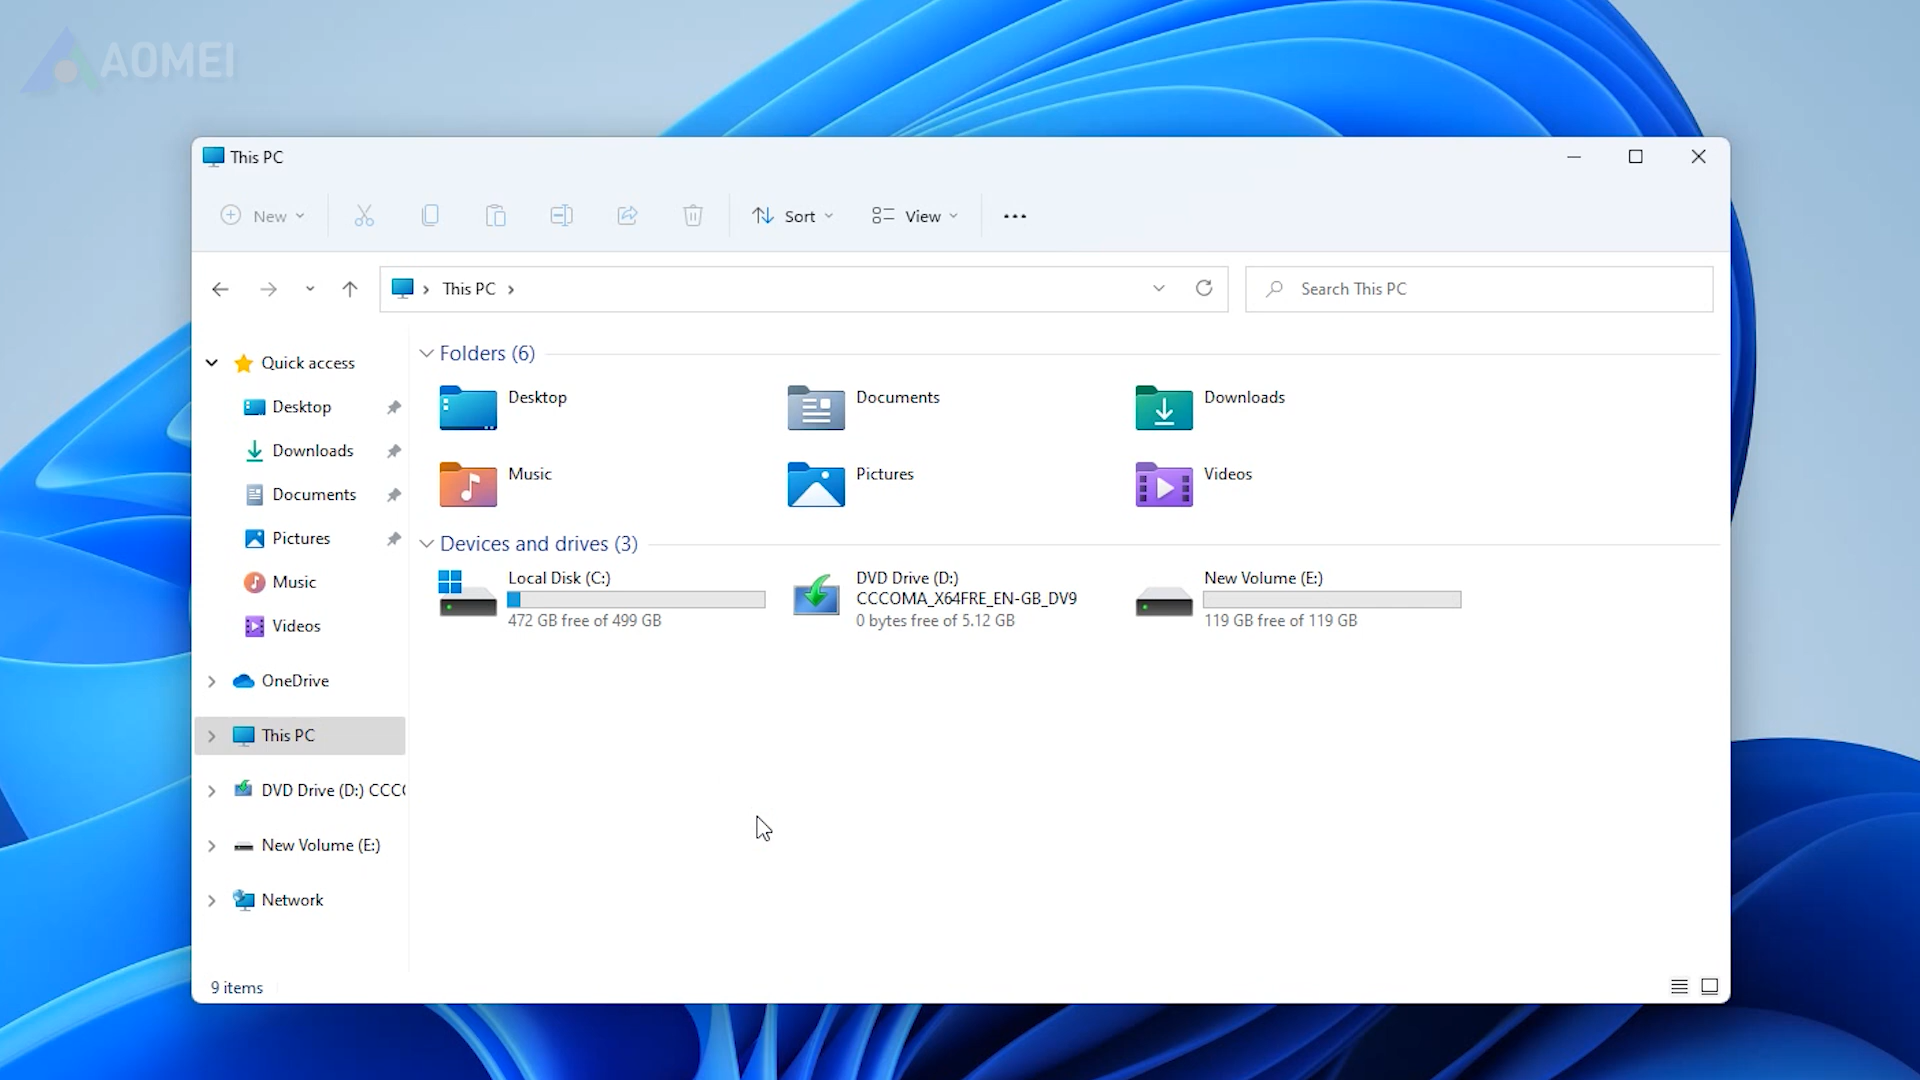 AOMEI
This PC
New
Sort
View
This PC
Search This PC
Quick access
Desktop
Downloads
Documents
Pictures
Music
Videos
OneDrive
This PC
DVD Drive (D:) CCC
New Volume (E:)
Network
Folders (6)
Desktop
Documents
Downloads
Music
Pictures
Videos
Devices and drives (3)
Local Disk (C:)
472 GB free of 499 GB
DVD Drive (D:)
CCCOMA_X64FRE_EN-GB_DV9
0 bytes free of 5.12 GB
New Volume (E:)
119 GB free of 119 GB
9 items